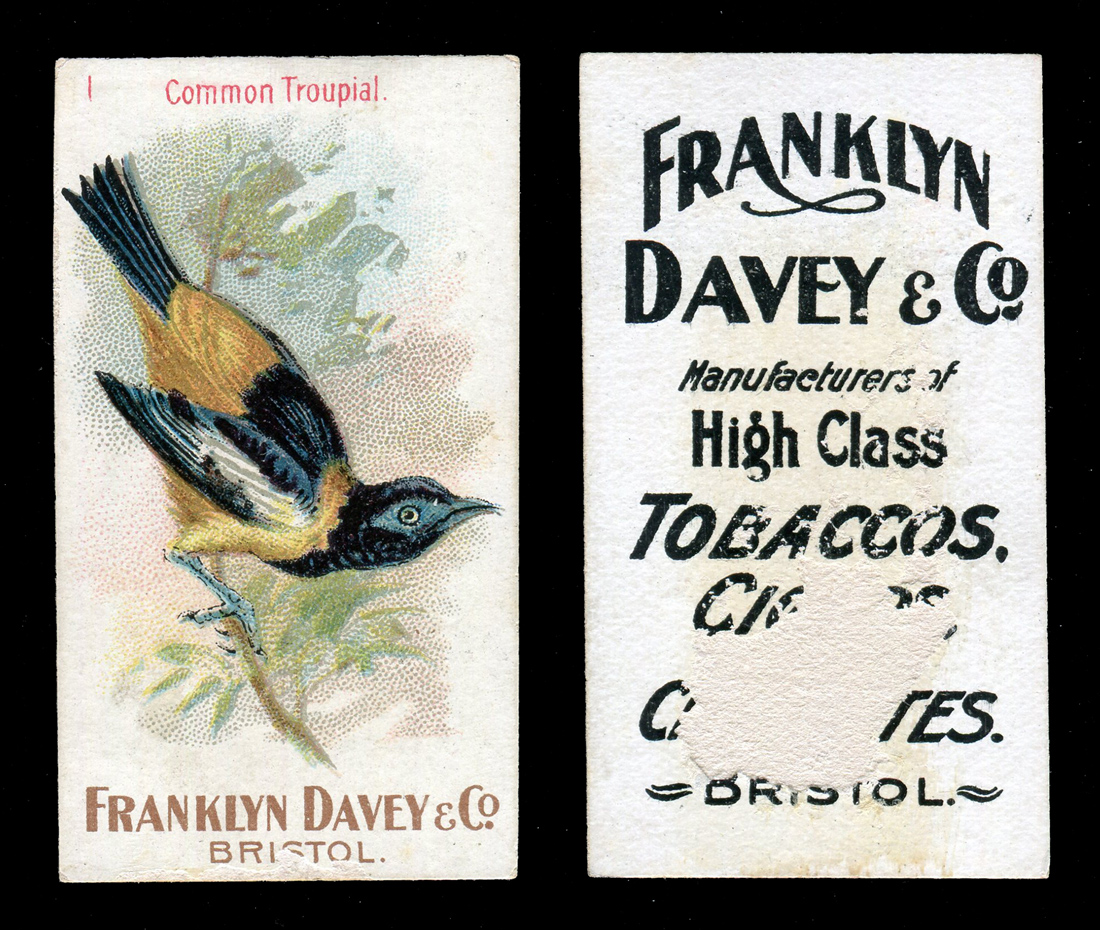 1 Common Troupial.
FRANKLYN DAVEY & Co
BRISTOL.
FRANKLYN
DAVEY & Co
Manufacturers of
High Class
TOBACCOS.
BRISTOL.